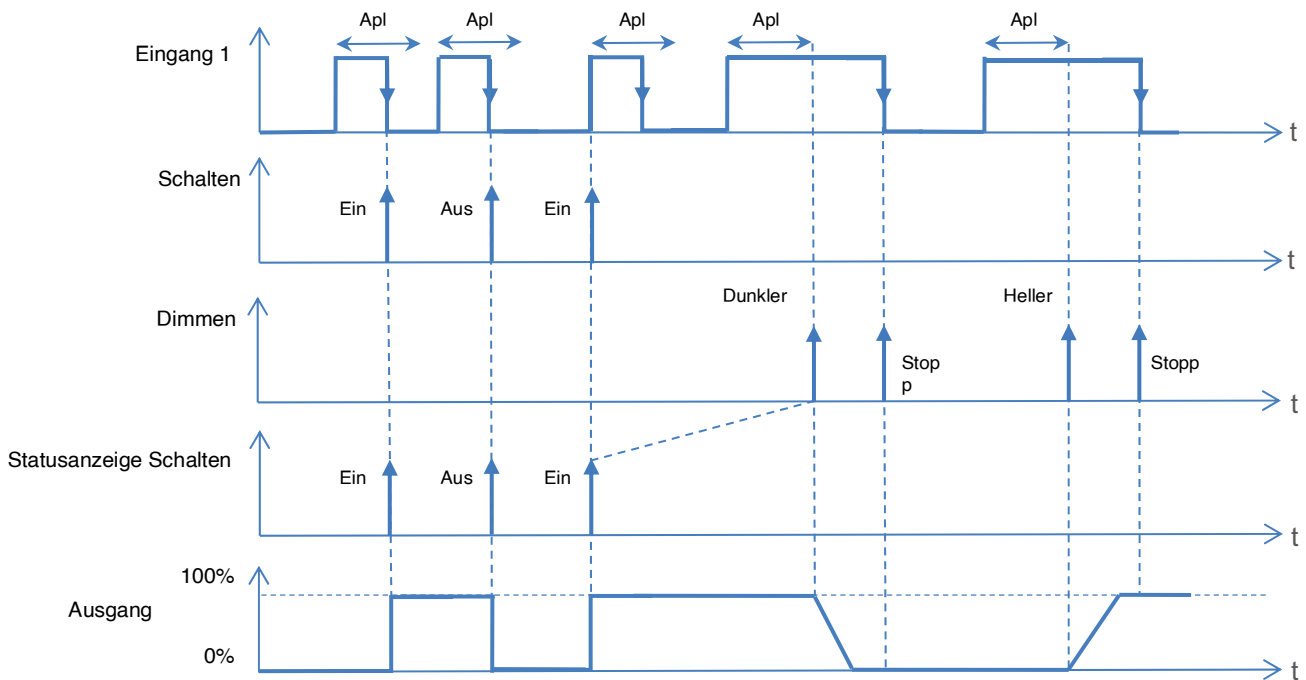 Apl Apl Apl Apl Apl
Eingang 1
t
Schalten
Ein Aus Ein
t
Dunkler Heller
Dimmen
Stop
p
Stopp
t
Statusanzeige Schalten
Ein Aus Ein
t
100%
Ausgang
0%
t